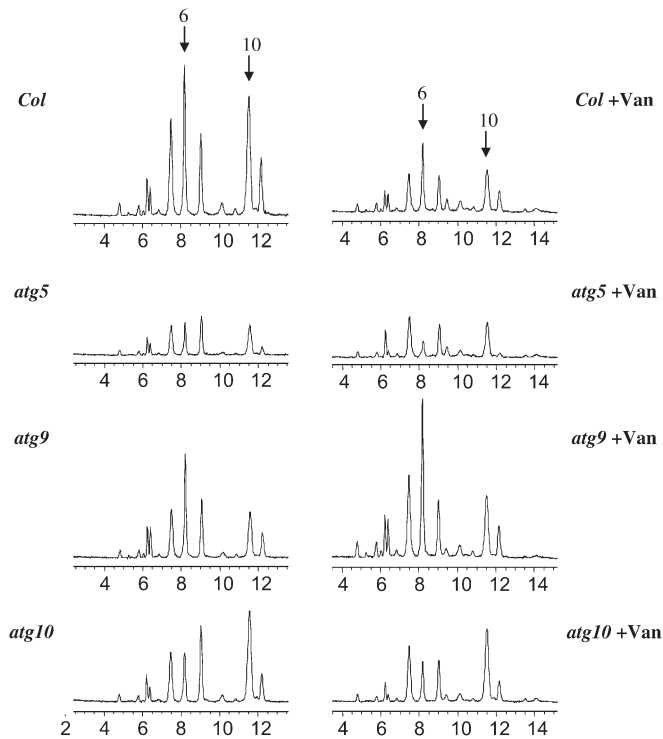 6
10
Col
6
10
Col +Van
4 6 8 10 12
4 6 8 10 12 14
atg5
atg5 +Van
4 6 8 10 12
4 6 8 10 12 14
atg9
atg9 +Van
4 6 8 10 12
4 6 8 10 12 14
atg10
atg10 +Van
2 4 6 8 10 12
4 6 8 10 12 14